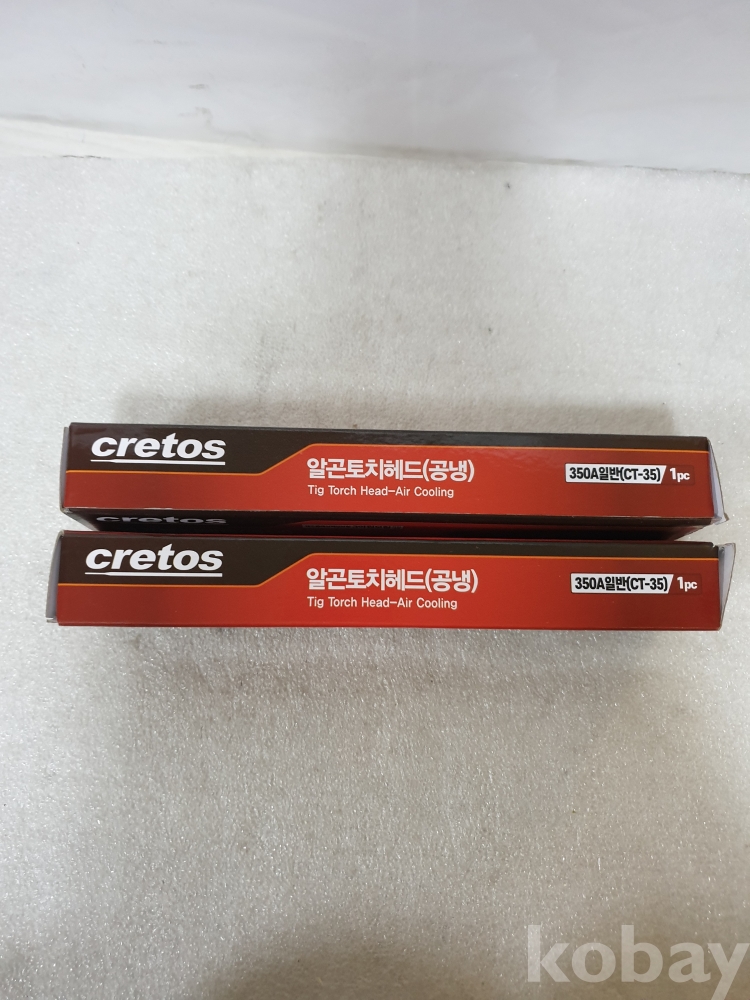 cretos
알곤토치헤드(공냉)
Tig Torch Head-Air Cooling
350A일반(CT-35) 1pc
cretos
cretos
알곤토치헤드(공냉)
Tig Torch Head-Air Cooling
350A일반(CT-35) 1pc
kobay